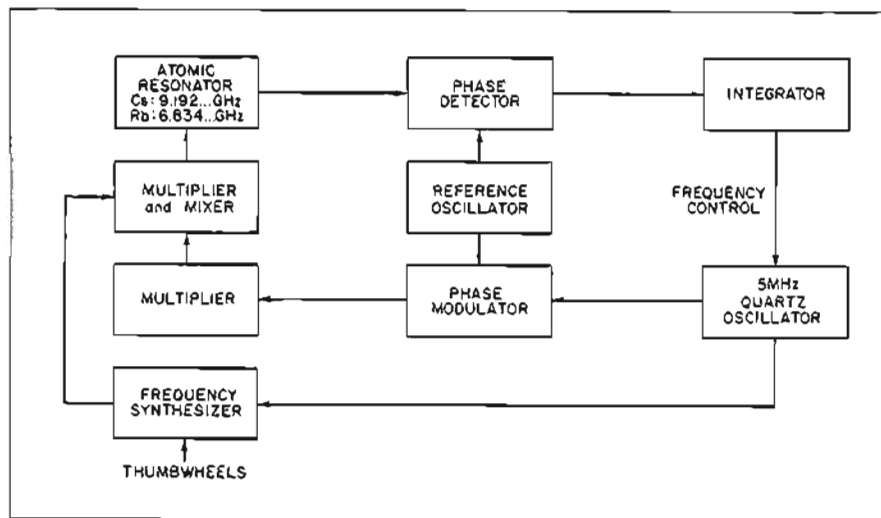 ATOMIC
RESONATOR
Cs: 9.192...GHz
Rb: 6.834...GHz
PHASE
DETECTOR
INTEGRATOR
MULTIPLIER
and MIXER
REFERENCE
OSCILLATOR
FREQUENCY
CONTROL
MULTIPLIER
PHASE
MODULATOR
5MHz
QUARTZ
OSCILLATOR
FREQUENCY
SYNTHESIZER
THUMBWHEELS